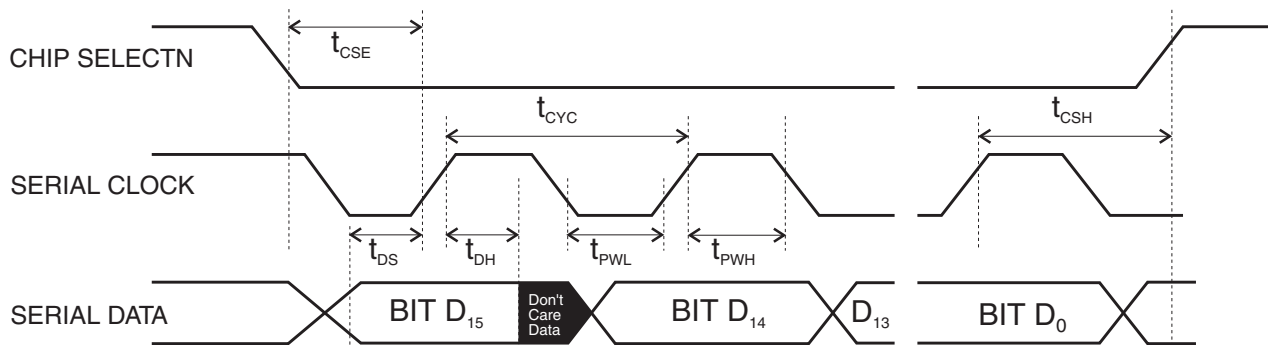 CHIP SELECTN
tCSE
tCYC
tCSH
SERIAL CLOCK
tDS
tDH
tPWL
tPWH
SERIAL DATA
BIT D15
Don't
Care
Data
BIT D14
D13
BIT D0